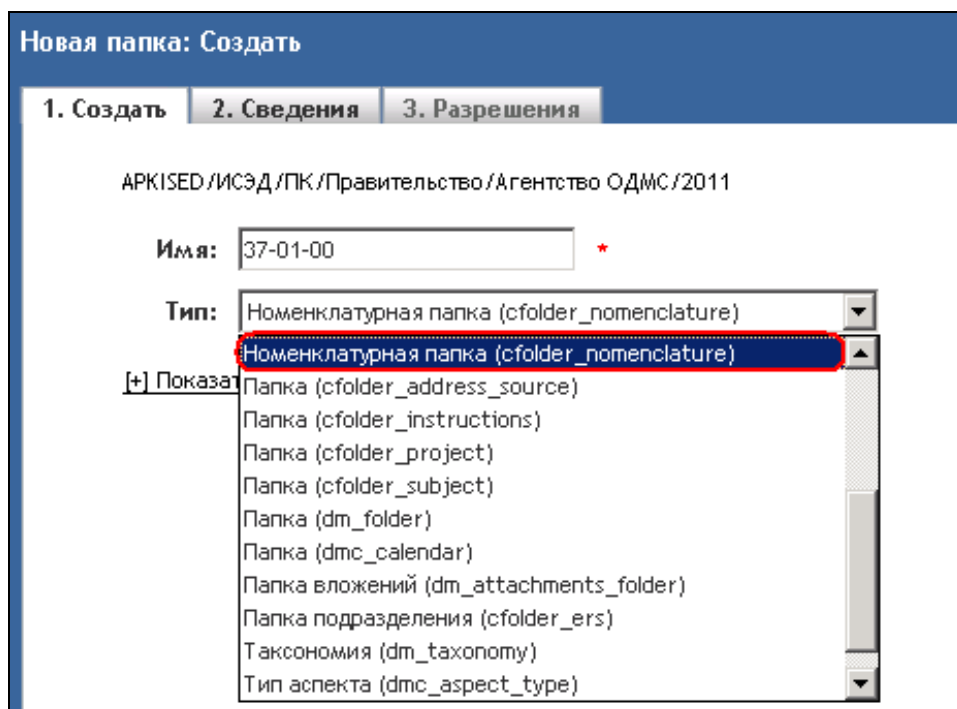 Новая папка: Создать
1. Создать 2. Сведения 3. Разрешения
APKISED/ИСЭД/ПК/Правительство/Агентство ОДМС/2011
Имя: 37-01-00 *
Тип: Номенклатурная папка (cfolder_nomenclature)
Номенклатурная папка (cfolder_nomenclature)
[+] Показат Папка (cfolder_address_source)
Папка (cfolder_instructions)
Папка (cfolder_project)
Папка (cfolder_subject)
Папка (dm_folder)
Папка (dmc_calendar)
Папка вложений (dm_attachments_folder)
Папка подразделения (cfolder_ers)
Таксономия (dm_taxonomy)
Тип аспекта (dmc_aspect_type)